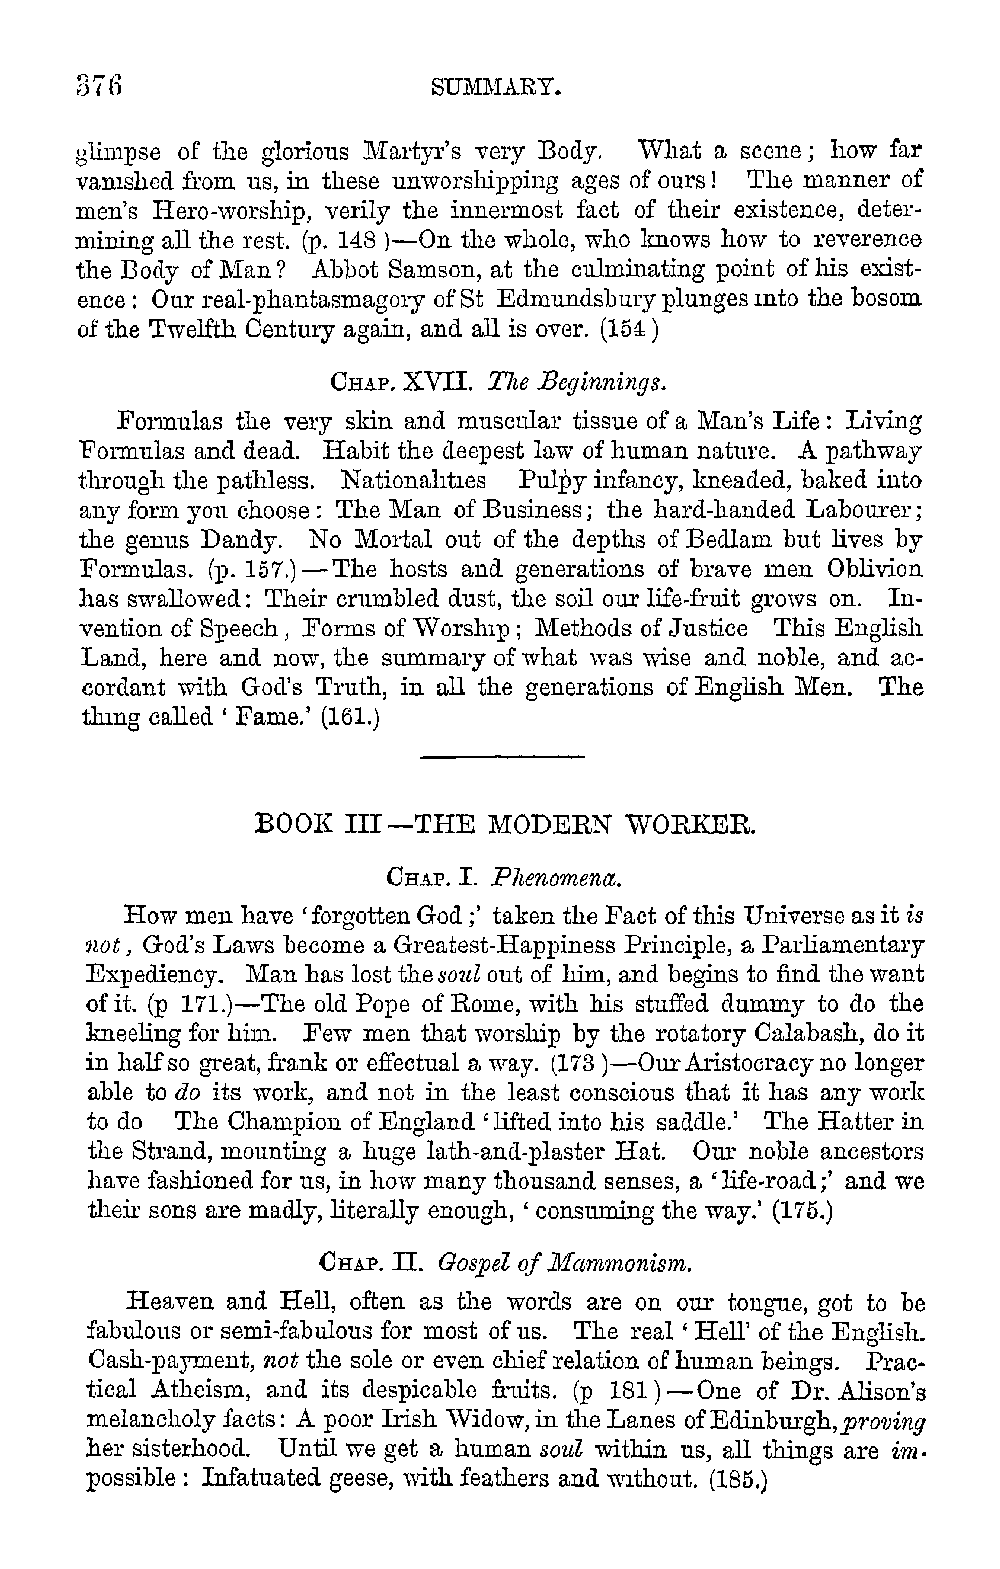 376 SUMMARY.
glimpse of the glorious Martyr's very Body. What a scene; how far
vanished from us, in these unworshipping ages of ours! The manner of
men's Hero-worship, verily the innermost fact of their existence, deter-
mining all the rest. (p. 148 )—On the whole, who knows how to reverence
the Body of Man? Abbot Samson, at the culminating point of his exist-
ence: Our real-phantasmagory of St Edmundsbury plunges into the bosom
of the Twelfth Century again, and all is over. (154)
CHAP. XVII. The Beginnings.
Formulas the very skin and muscular tissue of a Man's Life: Living
Formulas and dead. Habit the deepest law of human nature. A pathway
through the pathless. Nationalities Pulpy infancy, kneaded, baked into
any form you choose: The Man of Business; the hard-handed Labourer;
the genus Dandy. No Mortal out of the depths of Bedlam but lives by
Formulas. (p. 157.)—The hosts and generations of brave men Oblivion
has swallowed: Their crumbled dust, the soil our life-fruit grows on. In-
vention of Speech, Forms of Worship; Methods of Justice This English
Land, here and now, the summary of what was wise and noble, and ac-
cordant with God's Truth, in all the generations of English Men. The
thing called ' Fame.' (161.)
BOOK III—THE MODERN WORKER.
CHAP. I. Phenomena.
How men have 'forgotten God;' taken the Fact of this Universe as it is
not, God's Laws become a Greatest-Happiness Principle, a Parliamentary
Expediency. Man has lost the soul out of him, and begins to find the want
of it. (p 171.)—The old Pope of Rome, with his stuffed dummy to do the
kneeling for him. Few men that worship by the rotatory Calabash, do it
in half so great, frank or effectual a way. (173 )—Our Aristocracy no longer
able to do its work, and not in the least conscious that it has any work
to do The Champion of England 'lifted into his saddle.' The Hatter in
the Strand, mounting a huge lath-and-plaster Hat. Our noble ancestors
have fashioned for us, in how many thousand senses, a 'life-road;' and we
their sons are madly, literally enough, ' consuming the way.' (175.)
CHAP. II. Gospel of Mammonism.
Heaven and Hell, often as the words are on our tongue, got to be
fabulous or semi-fabulous for most of us. The real ' Hell' of the English.
Cash-payment, not the sole or even chief relation of human beings. Prac-
tical Atheism, and its despicable fruits. (p 181)—One of Dr. Alison's
melancholy facts: A poor Irish Widow, in the Lanes of Edinburgh, proving
her sisterhood. Until we get a human soul within us, all things are im-
possible: Infatuated geese, with feathers and without. (185.)